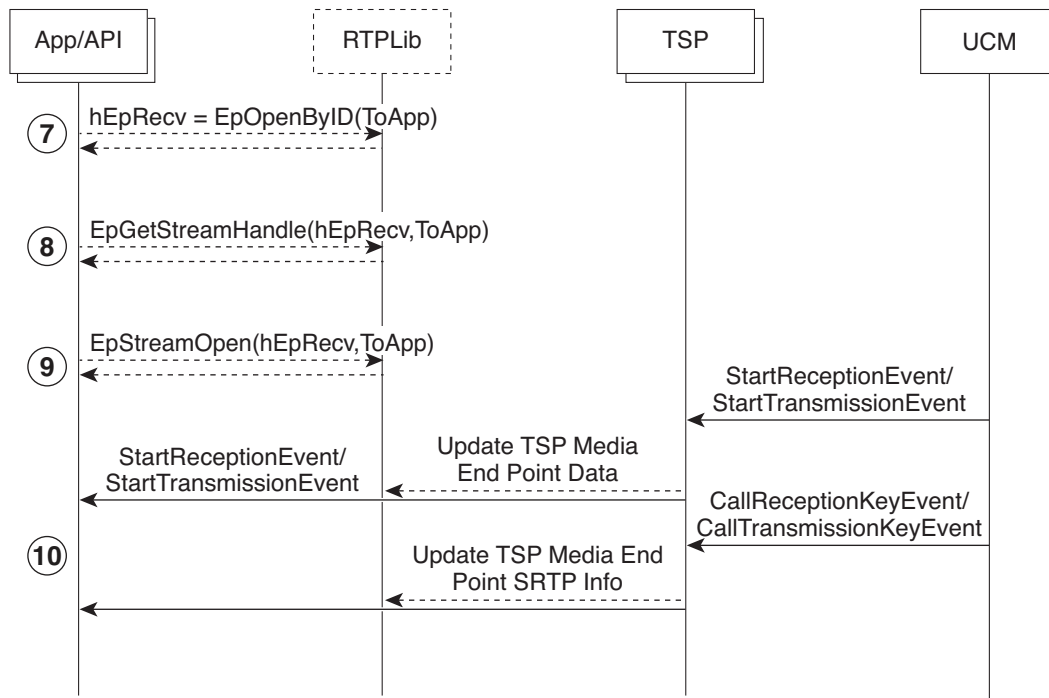 App/API
RTPLib
TSP
UCM
7
hEpRecv = EpOpenByID(ToApp)
8
EpGetStreamHandle(hEpRecv,ToApp)
9
EpStreamOpen(hEpRecv,ToApp)
StartReceptionEvent/
StartTransmissionEvent
Update TSP Media
End Point Data
StartReceptionEvent/
StartTransmissionEvent
CallReceptionKeyEvent/
CallTransmissionKeyEvent
10
Update TSP Media End
Point SRTP Info